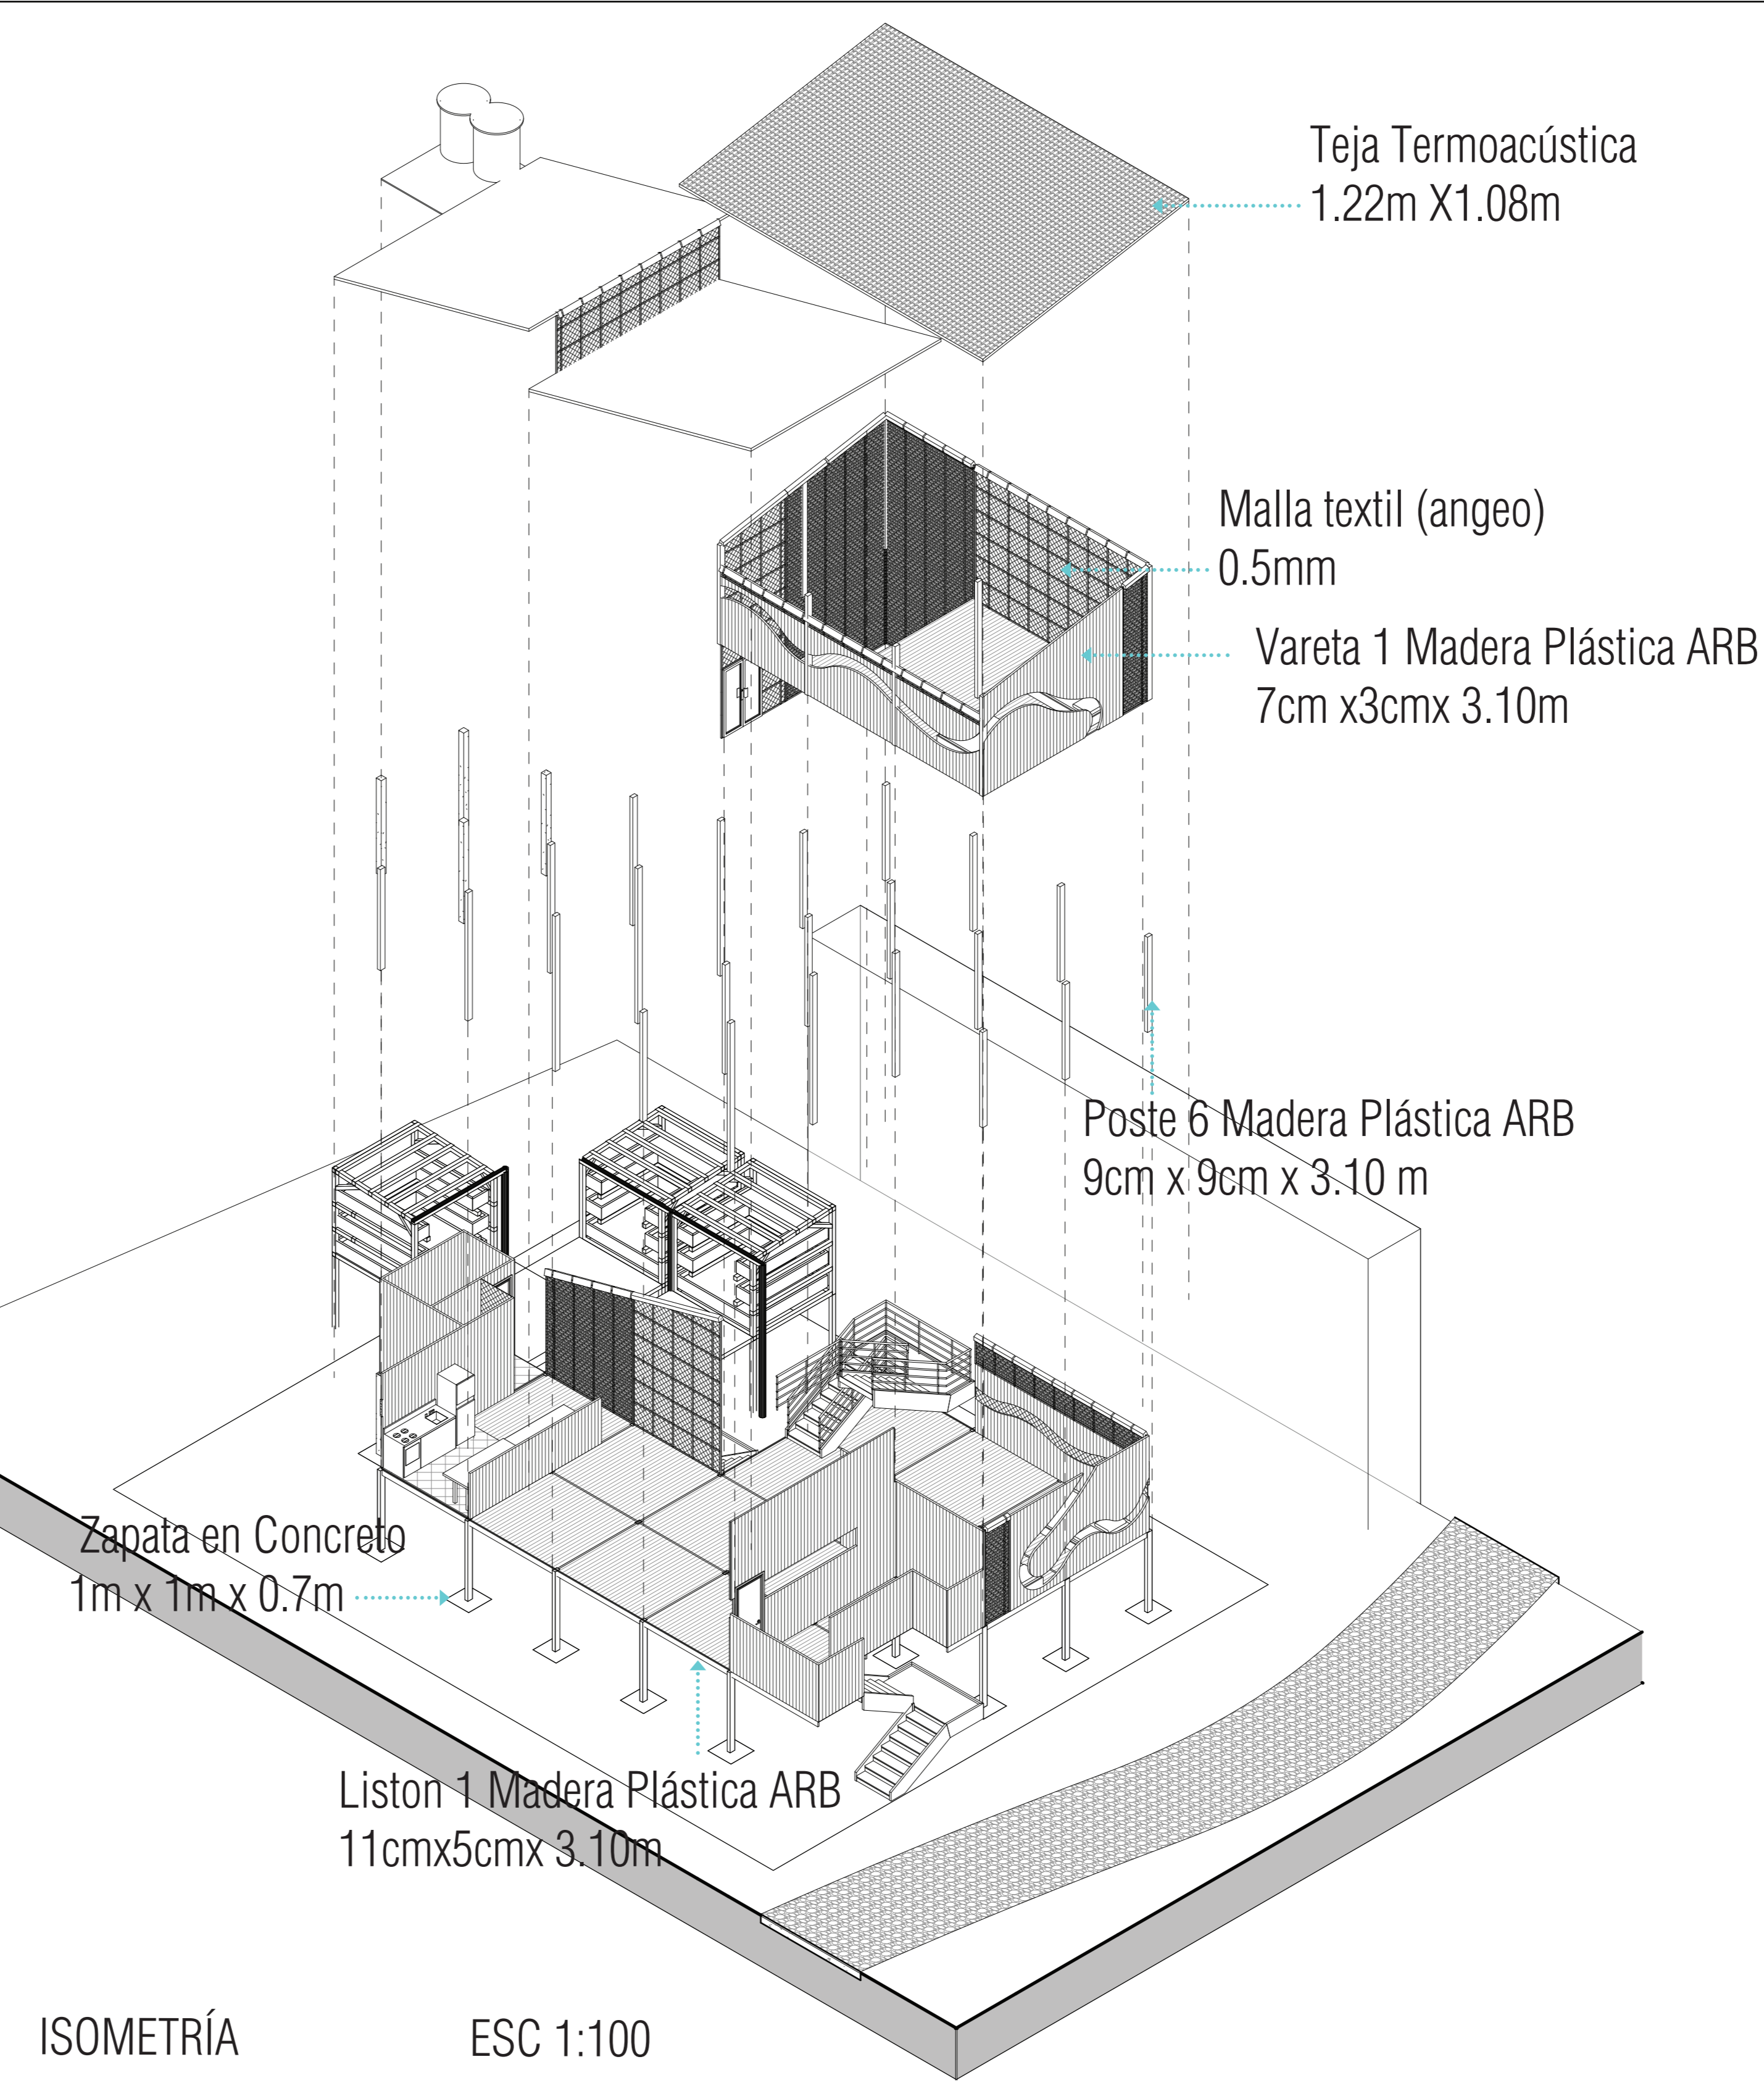 Teja Termoacústica
1.22m X1.08m
Malla textil (angeo)
0.5mm
Vareta 1 Madera Plástica ARB
7cm x3cmx 3.10m
Poste 6 Madera Plástica ARB
9cm x 9cm x 3.10 m
Zapata en Concreto
1m x 1m x 0.7m
Liston 1 Madera Plástica ARB
11cmx5cmx 3.10m
ISOMETRÍA ESC 1:100